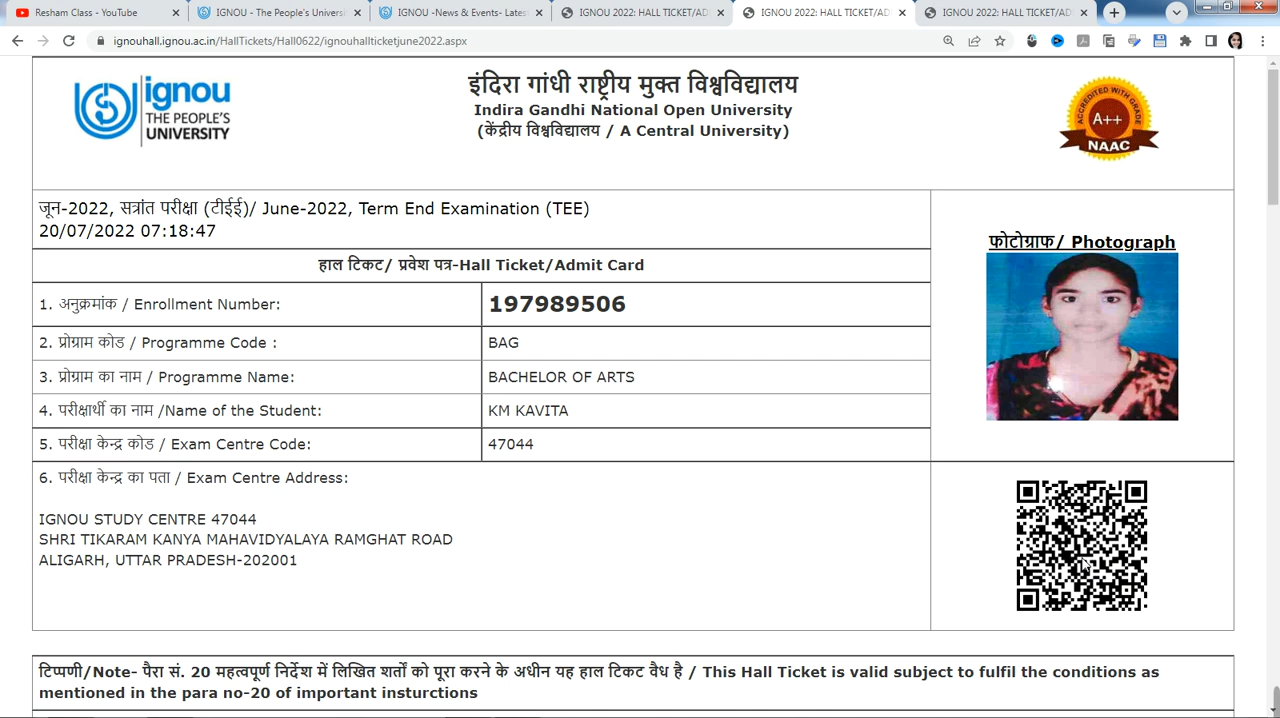 Resham Class - YouTube
IGNOU - The People's Universi
IGNOU -News & Events- Lates
IGNOU 2022: HALL TICKET/AD
IGNOU 2022: HALL TICKET/AD
IGNOU 2022: HALL TICKET/AD
ignouhall.ignou.ac.in/HallTickets/Hall0622/ignouhallticketjune2022.aspx
ignou
THE PEOPLE'S
UNIVERSITY
इंदिरा गांधी राष्ट्रीय मुक्त विश्वविद्यालय
Indira Gandhi National Open University
(केंद्रीय विश्वविद्यालय / A Central University)
ACCREDITED WITH GRADE
A++
NAAC
जून-2022, सत्रांत परीक्षा (टीईई)/ June-2022, Term End Examination (TEE)
20/07/2022 07:18:47
हाल टिकट/ प्रवेश पत्र-Hall Ticket/Admit Card
फोटोग्राफ/ Photograph
1. अनुक्रमांक / Enrollment Number: 197989506
2. प्रोग्राम कोड / Programme Code : BAG
3. प्रोग्राम का नाम / Programme Name: BACHELOR OF ARTS
4. परीक्षार्थी का नाम /Name of the Student: KM KAVITA
5. परीक्षा केन्द्र कोड / Exam Centre Code: 47044
6. परीक्षा केन्द्र का पता / Exam Centre Address:
IGNOU STUDY CENTRE 47044
SHRI TIKARAM KANYA MAHAVIDYALAYA RAMGHAT ROAD
ALIGARH, UTTAR PRADESH-202001
टिप्पणी/Note- पैरा सं. 20 महत्वपूर्ण निर्देश में लिखित शर्तों को पूरा करने के अधीन यह हाल टिकट वैध है / This Hall Ticket is valid subject to fulfil the conditions as
mentioned in the para no-20 of important insturctions